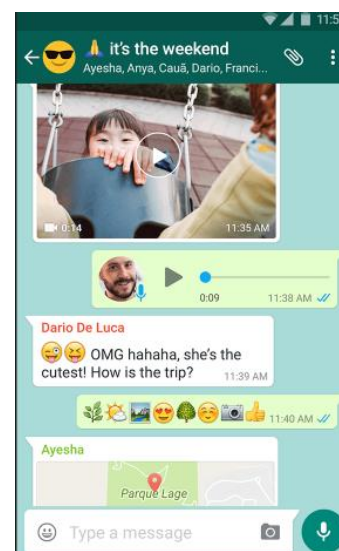 11:5
🙏 it's the weekend
Ayesha, Anya, Cauã, Dario, Franci...
0:14
11:35 AM
0:09
11:38 AM
Dario De Luca
😜😝 OMG hahaha, she's the
cutest! How is the trip?
11:39 AM
🌿🌤🏞😍🌳☺📷👍 11:40 AM
Ayesha
Parque Lage
Type a message